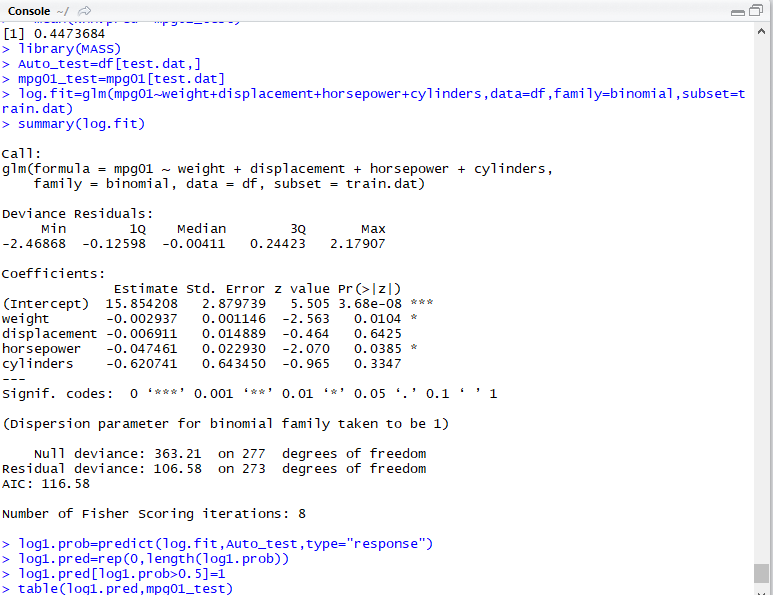 Console ~/
[1] 0.4473684
> library(MASS)
> Auto_test=df[test.dat,]
> mpg01_test=mpg01[test.dat]
> log.fit=glm(mpg01~weight+displacement+horsepower+cylinders,data=df,family=binomial,subset=t
rain.dat)
> summary(log.fit)
Call:
glm(formula = mpg01 ~ weight + displacement + horsepower + cylinders,
    family = binomial, data = df, subset = train.dat)
Deviance Residuals:
     Min        1Q    Median        3Q       Max
-2.46868  -0.12598  -0.00411   0.24423   2.17907
Coefficients:
              Estimate Std. Error z value Pr(>|z|)
(Intercept)  15.854208   2.879739   5.505 3.68e-08 ***
weight       -0.002937   0.001146  -2.563   0.0104 *
displacement -0.006911   0.014889  -0.464   0.6425
horsepower   -0.047461   0.022930  -2.070   0.0385 *
cylinders    -0.620741   0.643450  -0.965   0.3347
---
Signif. codes:  0 ‘***’ 0.001 ‘**’ 0.01 ‘*’ 0.05 ‘.’ 0.1 ‘ ’ 1
(Dispersion parameter for binomial family taken to be 1)
    Null deviance: 363.21  on 277  degrees of freedom
Residual deviance: 106.58  on 273  degrees of freedom
AIC: 116.58
Number of Fisher Scoring iterations: 8
> log1.prob=predict(log.fit,Auto_test,type="response")
> log1.pred=rep(0,length(log1.prob))
> log1.pred[log1.prob>0.5]=1
> table(log1.pred,mpg01_test)